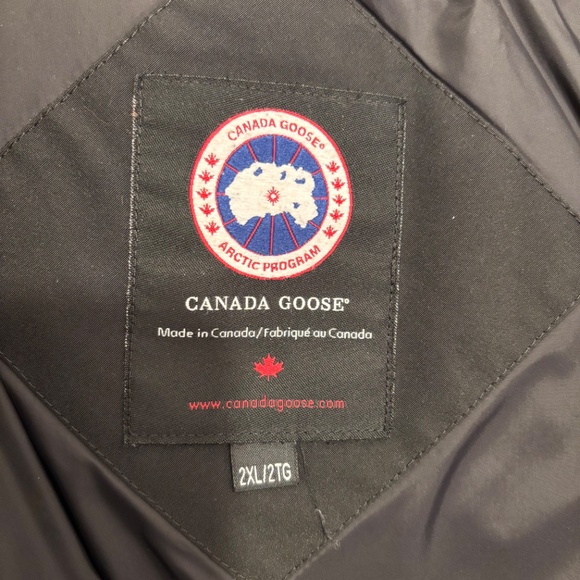 CANADA GOOSE®
ARCTIC PROGRAM
CANADA GOOSE®
Made in Canada/Fabriqué au Canada
www.canadagoose.com
2XL/2TG